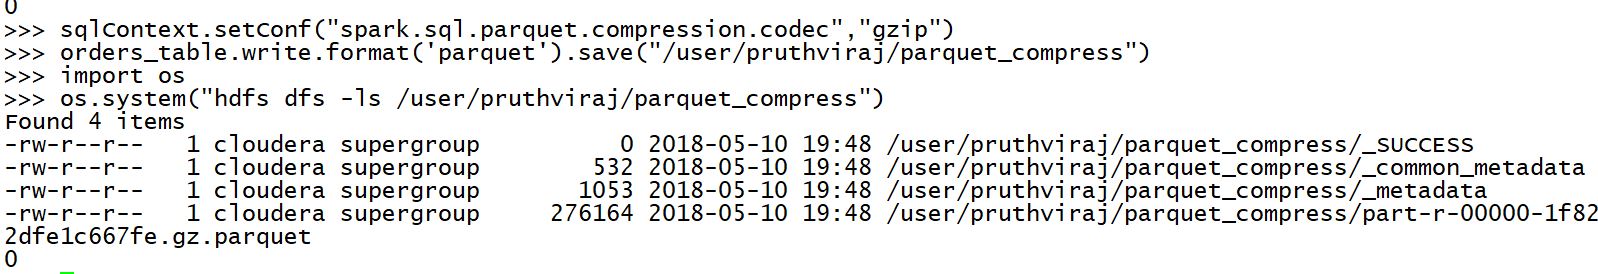 0
>>> sqlContext.setConf("spark.sql.parquet.compression.codec","gzip")
>>> orders_table.write.format('parquet').save("/user/pruthviraj/parquet_compress")
>>> import os
>>> os.system("hdfs dfs -ls /user/pruthviraj/parquet_compress")
Found 4 items
-rw-r--r--   1 cloudera supergroup          0 2018-05-10 19:48 /user/pruthviraj/parquet_compress/_SUCCESS
-rw-r--r--   1 cloudera supergroup        532 2018-05-10 19:48 /user/pruthviraj/parquet_compress/_common_metadata
-rw-r--r--   1 cloudera supergroup       1053 2018-05-10 19:48 /user/pruthviraj/parquet_compress/_metadata
-rw-r--r--   1 cloudera supergroup     276164 2018-05-10 19:48 /user/pruthviraj/parquet_compress/part-r-00000-1f82
2dfe1c667fe.gz.parquet
0